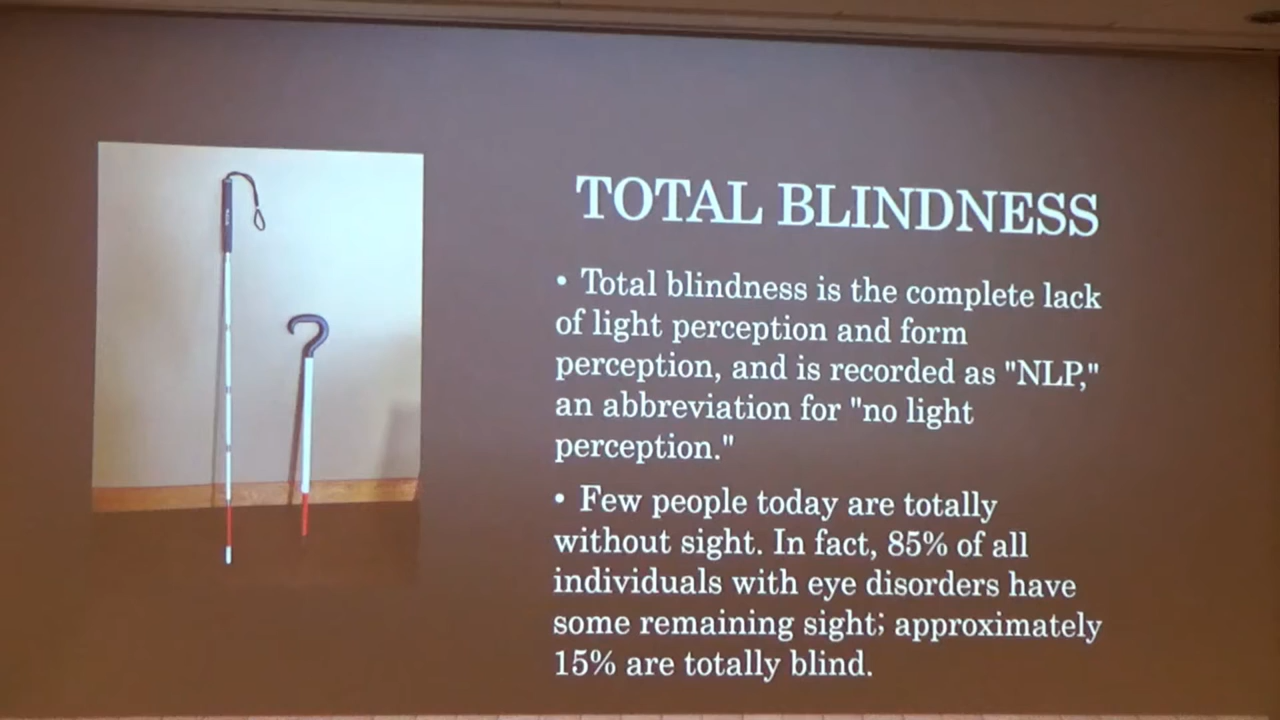 TOTAL BLINDNESS
• Total blindness is the complete lack
of light perception and form
perception, and is recorded as "NLP,"
an abbreviation for "no light
perception."
• Few people today are totally
without sight. In fact, 85% of all
individuals with eye disorders have
some remaining sight; approximately
15% are totally blind.